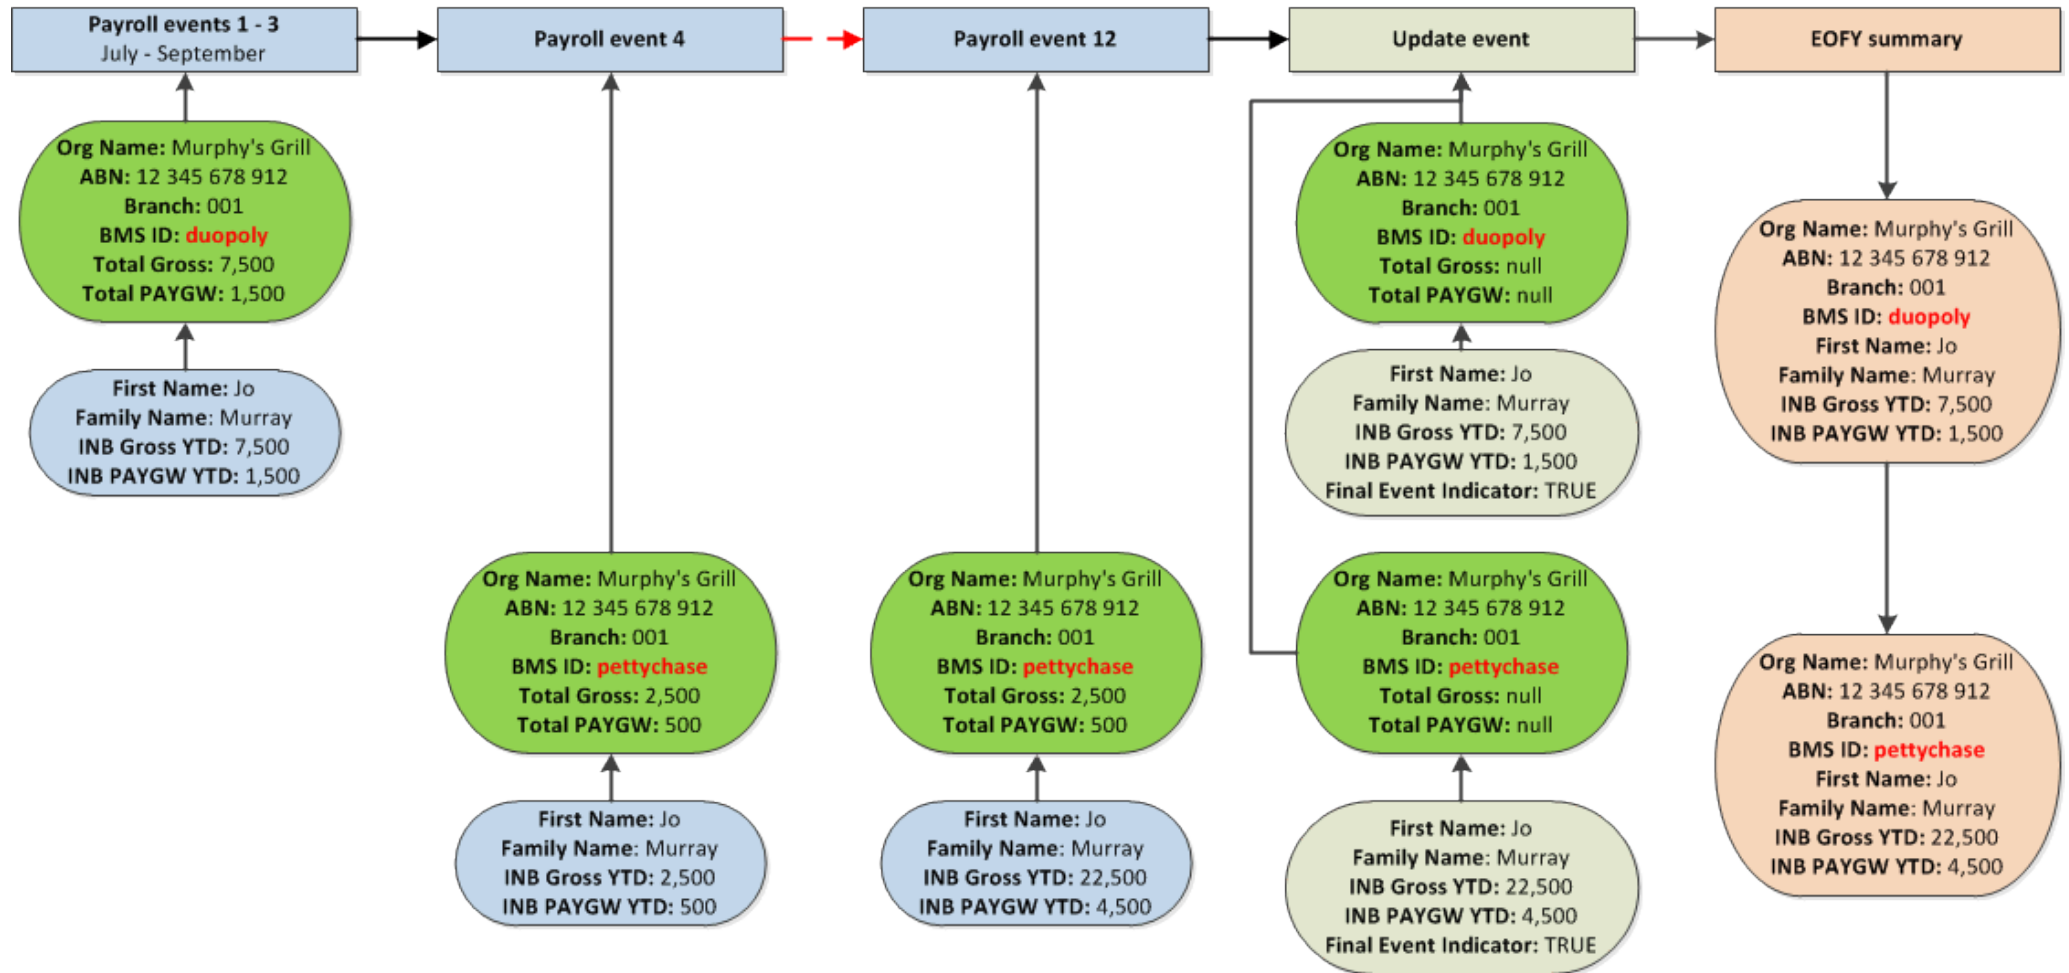 Payroll events 1 - 3
July - September
Payroll event 4
Payroll event 12
Update event
EOFY summary
Org Name: Murphy's Grill
ABN: 12 345 678 912
Branch: 001
BMS ID: duopoly
Total Gross: 7,500
Total PAYGW: 1,500
First Name: Jo
Family Name: Murray
INB Gross YTD: 7,500
INB PAYGW YTD: 1,500
Org Name: Murphy's Grill
ABN: 12 345 678 912
Branch: 001
BMS ID: pettychase
Total Gross: 2,500
Total PAYGW: 500
First Name: Jo
Family Name: Murray
INB Gross YTD: 2,500
INB PAYGW YTD: 500
Org Name: Murphy's Grill
ABN: 12 345 678 912
Branch: 001
BMS ID: pettychase
Total Gross: 2,500
Total PAYGW: 500
First Name: Jo
Family Name: Murray
INB Gross YTD: 22,500
INB PAYGW YTD: 4,500
Org Name: Murphy's Grill
ABN: 12 345 678 912
Branch: 001
BMS ID: duopoly
Total Gross: null
Total PAYGW: null
First Name: Jo
Family Name: Murray
INB Gross YTD: 7,500
INB PAYGW YTD: 1,500
Final Event Indicator: TRUE
Org Name: Murphy's Grill
ABN: 12 345 678 912
Branch: 001
BMS ID: pettychase
Total Gross: null
Total PAYGW: null
First Name: Jo
Family Name: Murray
INB Gross YTD: 22,500
INB PAYGW YTD: 4,500
Final Event Indicator: TRUE
Org Name: Murphy's Grill
ABN: 12 345 678 912
Branch: 001
BMS ID: duopoly
First Name: Jo
Family Name: Murray
INB Gross YTD: 7,500
INB PAYGW YTD: 1,500
Org Name: Murphy's Grill
ABN: 12 345 678 912
Branch: 001
BMS ID: pettychase
First Name: Jo
Family Name: Murray
INB Gross YTD: 22,500
INB PAYGW YTD: 4,500